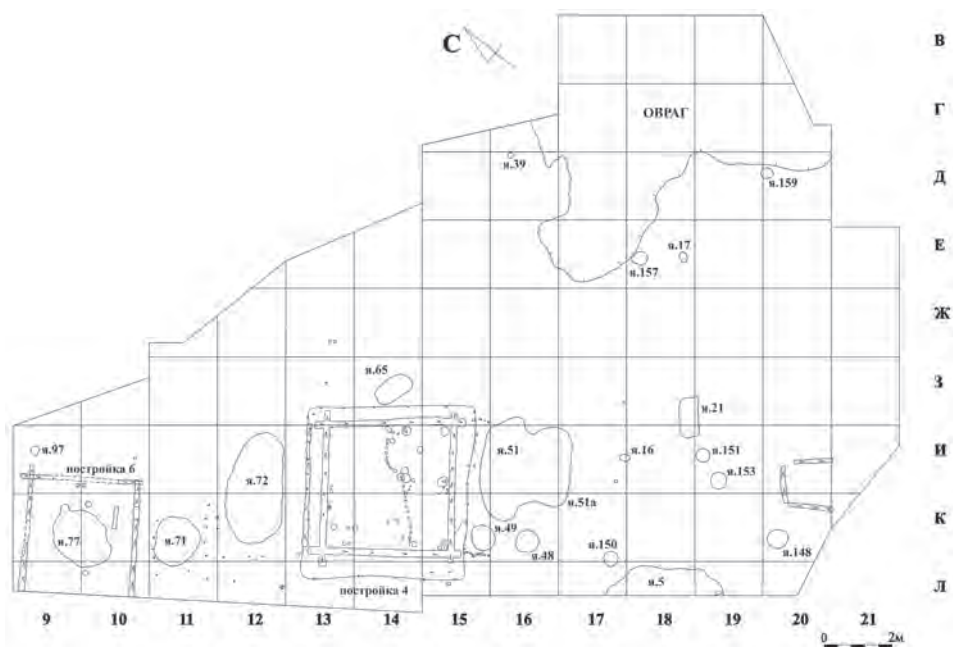 В
С
Г
ОВРАГ
я.39
Д
я.159
Е
я.17
я.157
Ж
я.65
З
я.21
я.97
я.51
я.16
я.151
И
постройка 6
я.72
я.153
я.51а
я.49
К
я.77
я.71
я.48
я.150
я.148
я.5
постройка 4
Л
9 10 11 12 13 14 15 16 17 18 19 20 21
0 2м